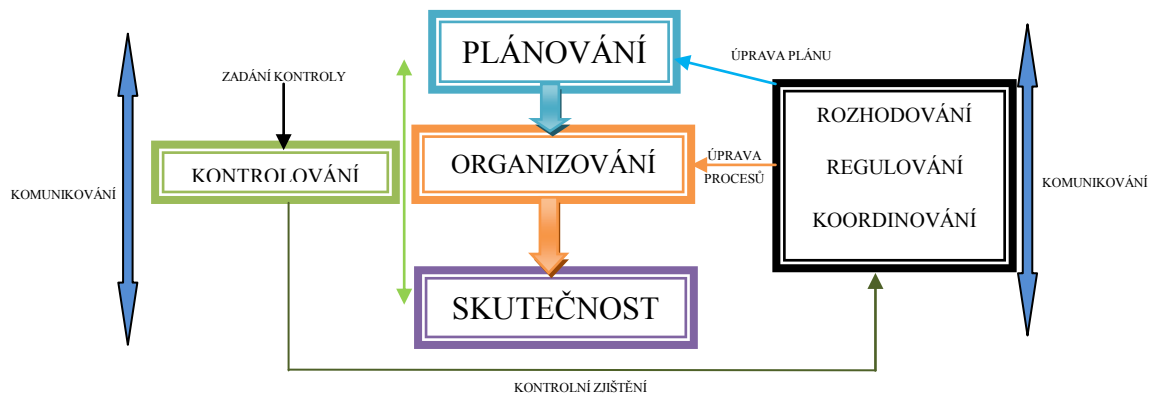 PLÁNOVÁNÍ
ÚPRAVA PLÁNU
ZADÁNÍ KONTROLY
ROZHODOVÁNÍ
ORGANIZOVÁNÍ
ÚPRAVA
PROCESŮ
REGULOVÁNÍ
KONTROLOVÁNÍ
KOMUNIKOVÁNÍ
KOMUNIKOVÁNÍ
KOORDINOVÁNÍ
SKUTEČNOST
KONTROLNÍ ZJIŠTĚNÍ